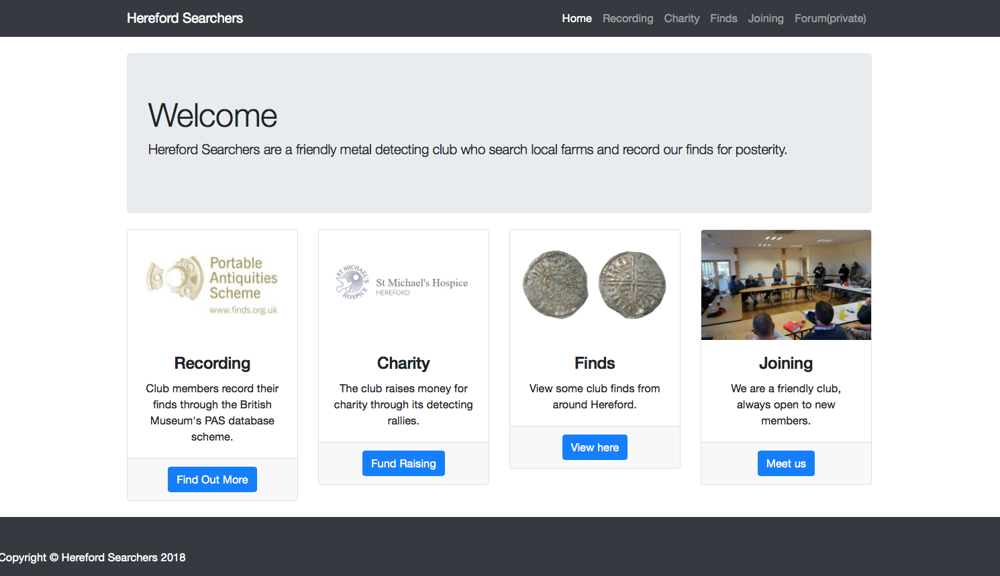 Hereford Searchers
Home Recording Charity Finds Joining Forum(private)
Welcome
Hereford Searchers are a friendly metal detecting club who search local farms and record our finds for posterity.
Portable
Antiquities
Scheme
www.finds.org.uk
ST MICHAEL'S HOSPICE
St Michael's Hospice
HEREFORD
Recording
Club members record their
finds through the British
Museum's PAS database
scheme.
Find Out More
Charity
The club raises money for
charity through its detecting
rallies.
Fund Raising
Finds
View some club finds from
around Hereford.
View here
Joining
We are a friendly club,
always open to new
members.
Meet us
Copyright © Hereford Searchers 2018